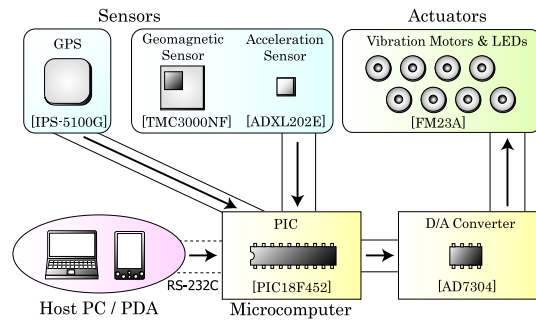 Sensors
Actuators
GPS
[IPS-5100G]
Geomagnetic
Sensor
[TMC3000NF]
Acceleration
Sensor
[ADXL202E]
Vibration Motors & LEDs
[FM23A]
Host PC / PDA
RS-232C
PIC
[PIC18F452]
Microcomputer
D/A Converter
[AD7304]